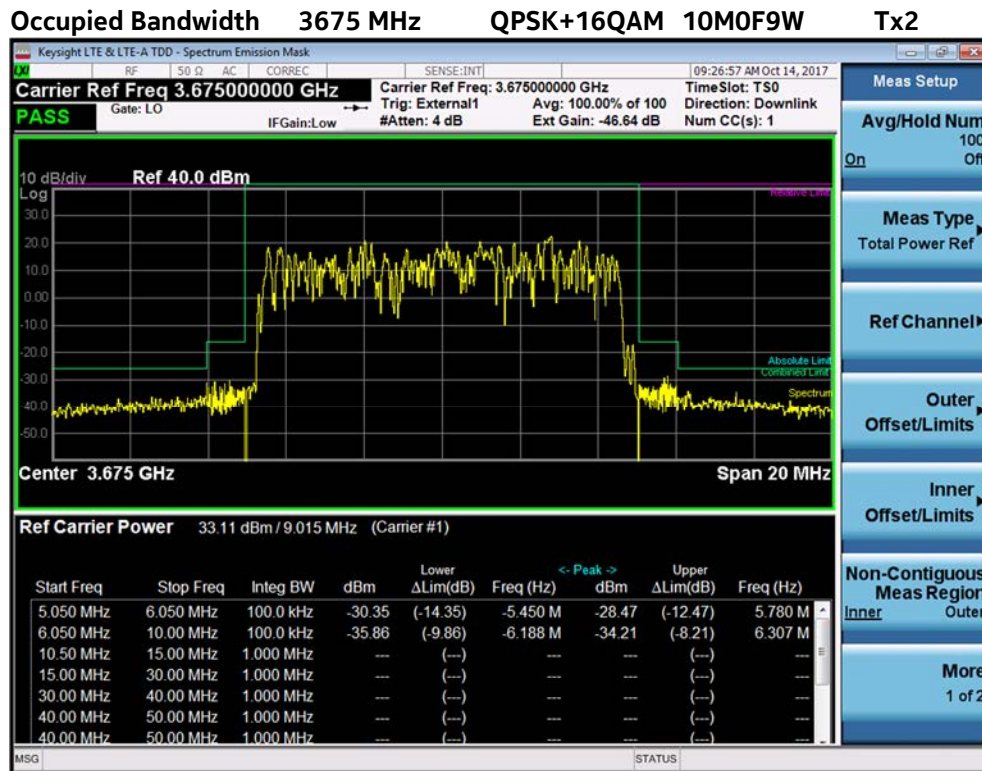 Occupied Bandwidth 3675 MHz QPSK+16QAM 10M0F9W Tx2
Keysight LTE & LTE-A TDD - Spectrum Emission Mask
RF 50 Ω AC CORREC SENSE:INT 09:26:57 AM Oct 14, 2017
Carrier Ref Freq 3.675000000 GHz Carrier Ref Freq: 3.675000000 GHz TimeSlot: TS0 Meas Setup
Gate: LO Trig: External1 Avg: 100.00% of 100 Direction: Downlink
PASS IFGain:Low #Atten: 4 dB Ext Gain: -46.64 dB Num CC(s): 1
Avg/Hold Num
100
On Off
10 dB/div Ref 40.0 dBm
Log
Relative Limit
30.0
20.0
10.0
0.00
-10.0
-20.0
-30.0
-40.0
-50.0
Absolute Limit
Combined Limit
Spectrum
Center 3.675 GHz Span 20 MHz
Meas Type
Total Power Ref
Ref Channel
Outer
Offset/Limits
Inner
Offset/Limits
Non-Contiguous
Meas Region
Inner Outer
More
1 of 2
Ref Carrier Power 33.11 dBm / 9.015 MHz (Carrier #1)
Lower <- Peak -> Upper
Start Freq Stop Freq Integ BW dBm ΔLim(dB) Freq (Hz) dBm ΔLim(dB) Freq (Hz)
5.050 MHz 6.050 MHz 100.0 kHz -30.35 (-14.35) -5.450 M -28.47 (-12.47) 5.780 M
6.050 MHz 10.00 MHz 100.0 kHz -35.86 (-9.86) -6.188 M -34.21 (-8.21) 6.307 M
10.50 MHz 15.00 MHz 1.000 MHz --- (---) --- --- (---) ---
15.00 MHz 30.00 MHz 1.000 MHz --- (---) --- --- (---) ---
30.00 MHz 40.00 MHz 1.000 MHz --- (---) --- --- (---) ---
40.00 MHz 50.00 MHz 1.000 MHz --- (---) --- --- (---) ---
40.00 MHz 50.00 MHz 1.000 MHz --- (---) --- --- (---) ---
MSG STATUS